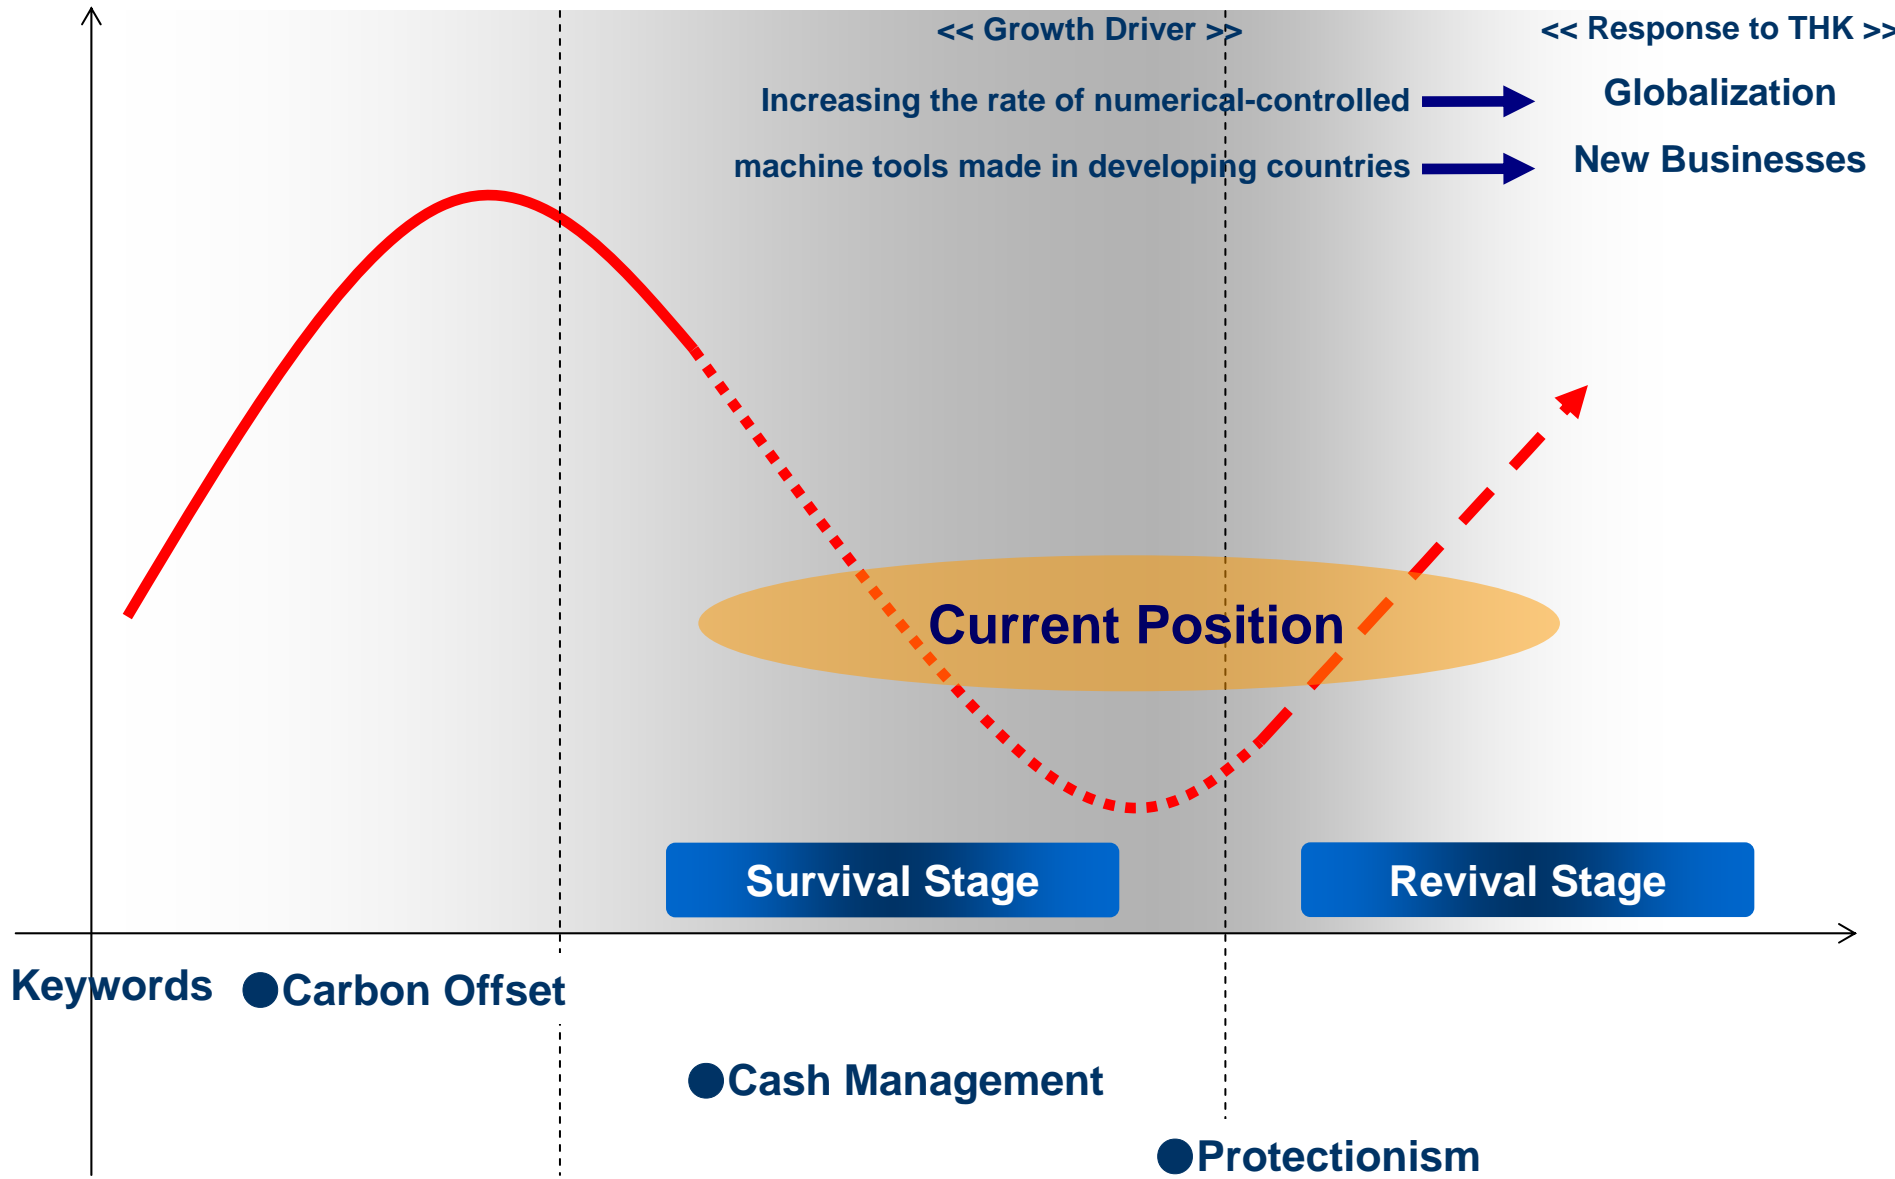 << Growth Driver >>
<< Response to THK >>
Increasing the rate of numerical-controlled
Globalization
machine tools made in developing countries
New Businesses
Current Position
Survival Stage
Revival Stage
Keywords
●Carbon Offset
●Cash Management
●Protectionism